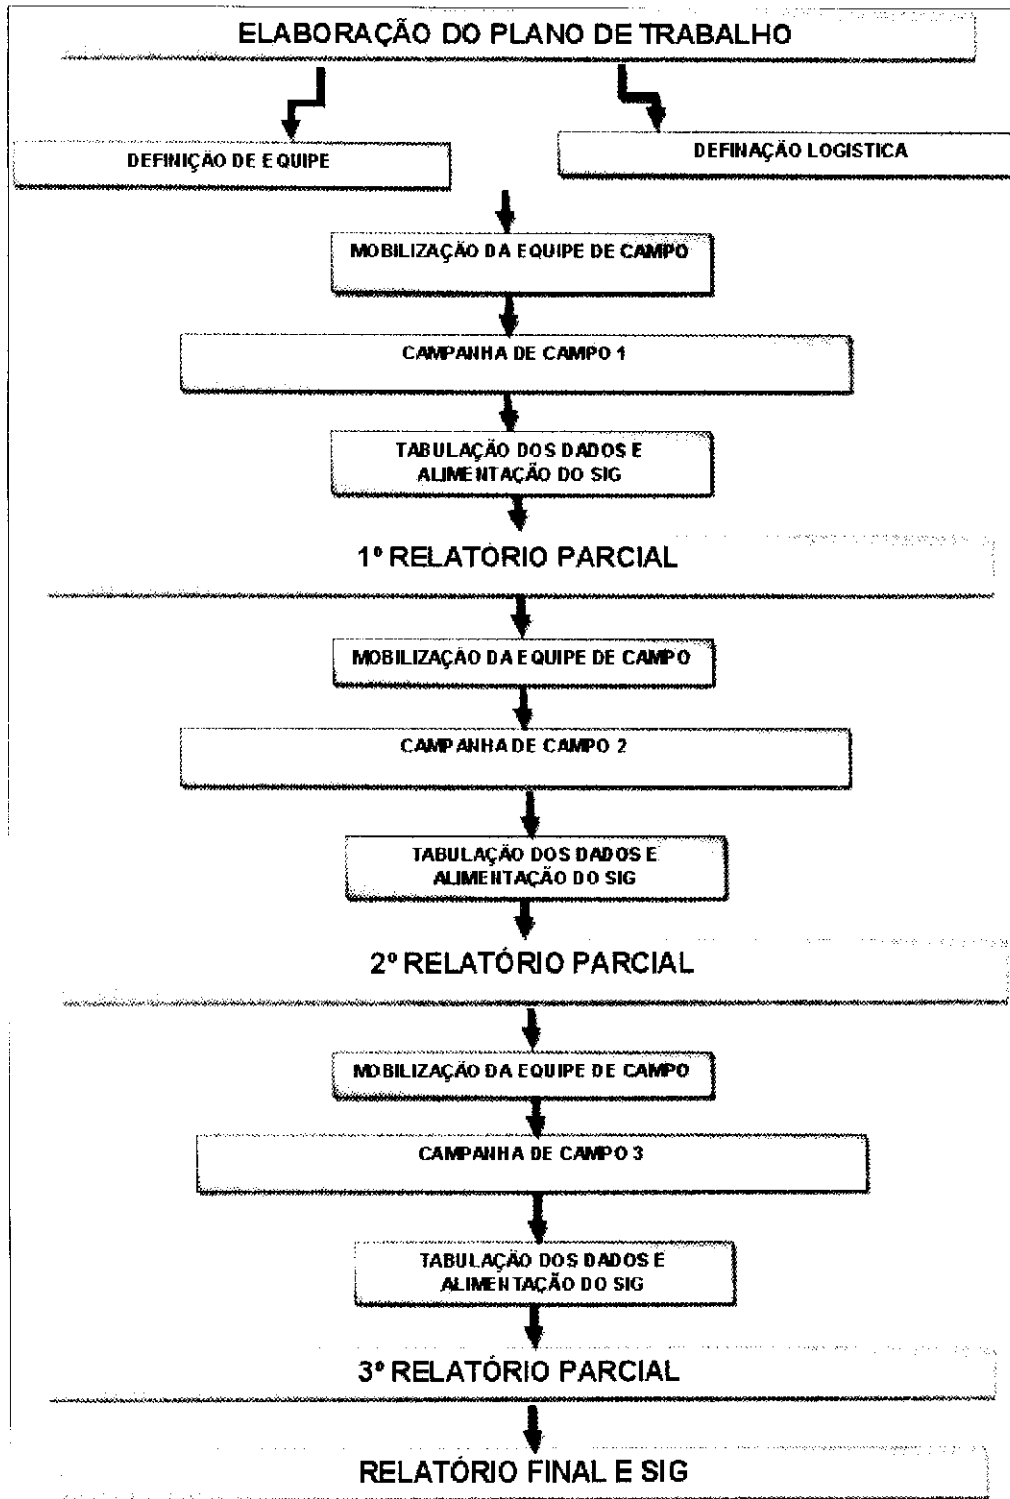 ELABORAÇÃO DO PLANO DE TRABALHO
DEFINIÇÃO DE EQUIPE
DEFINAÇÃO LOGISTICA
MOBILIZAÇÃO DA EQUIPE DE CAMPO
CAMPANHA DE CAMPO 1
TABULAÇÃO DOS DADOS E
ALIMENTAÇÃO DO SIG
1º RELATÓRIO PARCIAL
MOBILIZAÇÃO DA EQUIPE DE CAMPO
CAMPANHA DE CAMPO 2
TABULAÇÃO DOS DADOS E
ALIMENTAÇÃO DO SIG
2º RELATÓRIO PARCIAL
MOBILIZAÇÃO DA EQUIPE DE CAMPO
CAMPANHA DE CAMPO 3
TABULAÇÃO DOS DADOS E
ALIMENTAÇÃO DO SIG
3º RELATÓRIO PARCIAL
RELATÓRIO FINAL E SIG